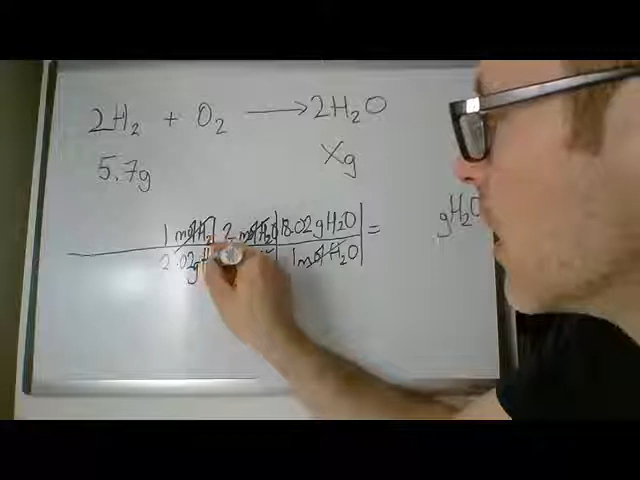 2H₂ + O₂ ⟶ 2H₂O
5.7g Xg
1 mol H₂ | 2 mol H₂O | 18.02 g H₂O | = g H₂O
2.02 g H 1 mol H₂O